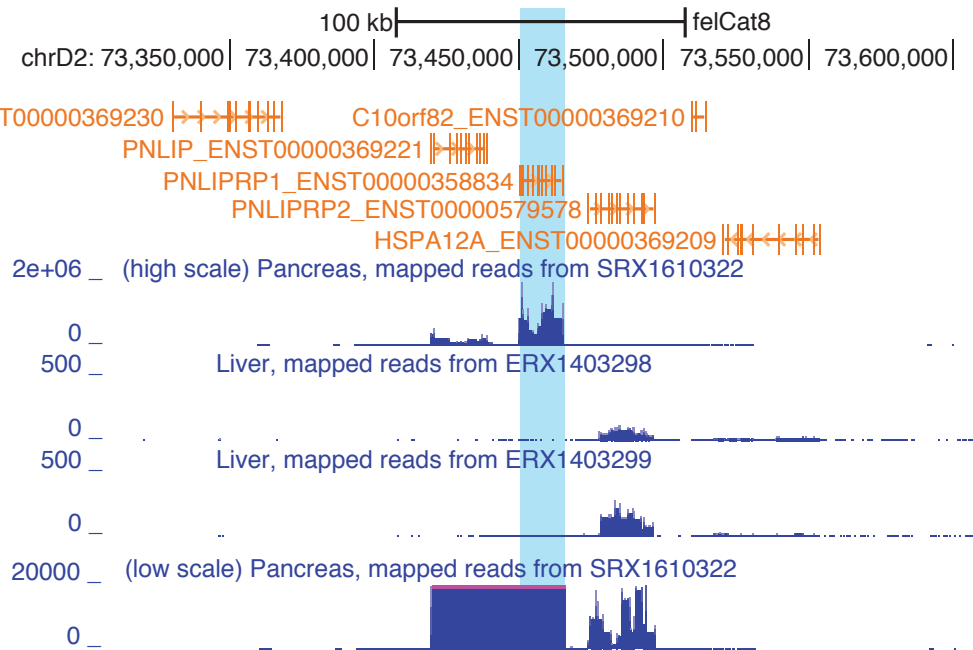 100 kb felCat8
chrD2: 73,350,000 73,400,000 73,450,000 73,500,000 73,550,000 73,600,000
T00000369230 C10orf82_ENST00000369210
PNLIP_ENST00000369221
PNLIPRP1_ENST00000358834
PNLIPRP2_ENST00000579578
HSPA12A_ENST00000369209
2e+06 _ (high scale) Pancreas, mapped reads from SRX1610322
0 _
500 _ Liver, mapped reads from ERX1403298
0 _
500 _ Liver, mapped reads from ERX1403299
0 _
20000 _ (low scale) Pancreas, mapped reads from SRX1610322
0 _